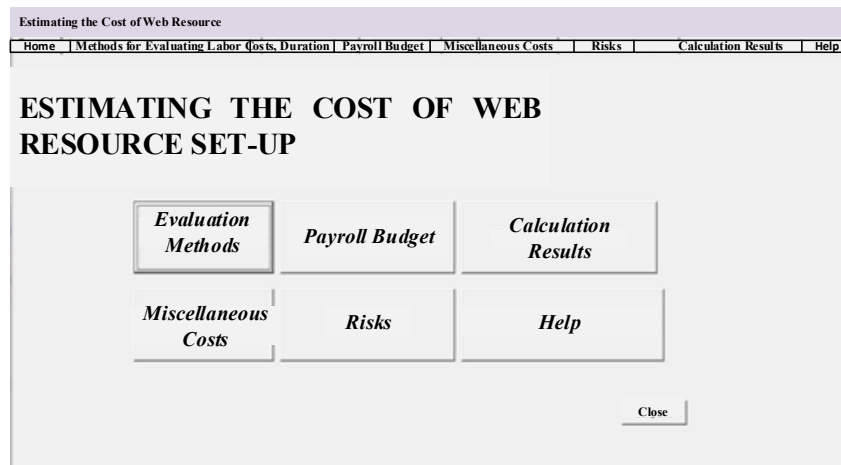 Estimating the Cost of Web Resource
Home | Methods for Evaluating Labor Costs, Duration | Payroll Budget | Miscellaneous Costs | Risks | Calculation Results | Help
ESTIMATING THE COST OF WEB
RESOURCE SET-UP
Evaluation
Methods
Payroll Budget
Calculation
Results
Miscellaneous
Costs
Risks
Help
Close